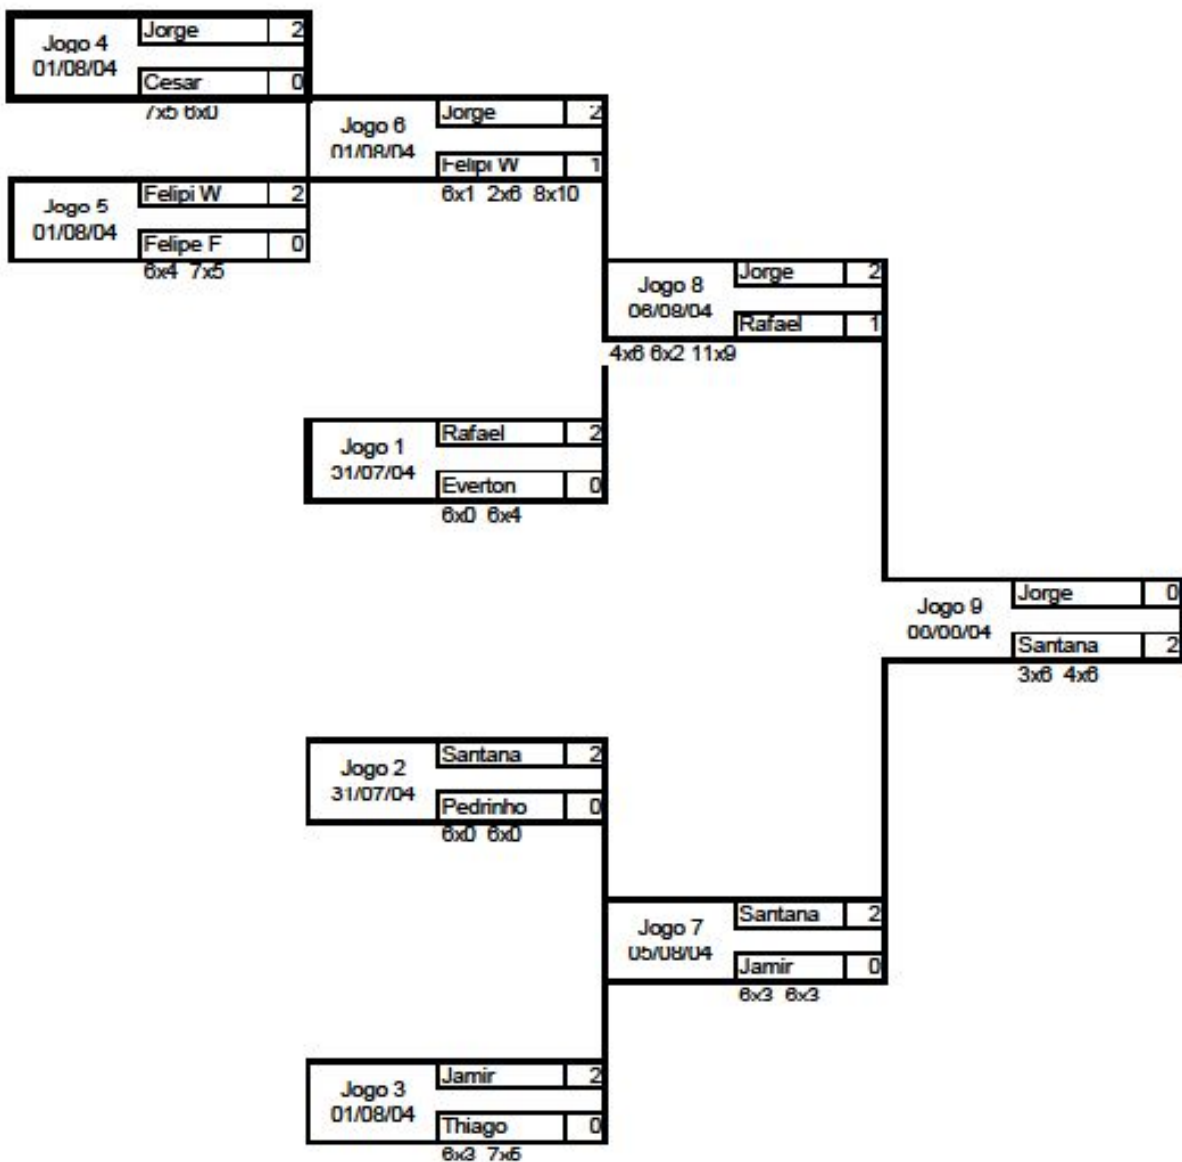 Jogo 4
01/08/04
Jorge 2
Cesar 0
7x5 6x0
Jogo 6
01/08/04
Jorge 2
Felipi W 1
6x1 2x6 8x10
Jogo 5
01/08/04
Felipi W 2
Felipe F 0
6x4 7x5
Jogo 8
06/08/04
Jorge 2
Rafael 1
4x6 6x2 11x9
Jogo 1
31/07/04
Rafael 2
Everton 0
6x0 6x4
Jogo 9
00/00/04
Jorge 0
Santana 2
3x6 4x6
Jogo 2
31/07/04
Santana 2
Pedrinho 0
6x0 6x0
Jogo 7
05/08/04
Santana 2
Jamir 0
6x3 6x3
Jogo 3
01/08/04
Jamir 2
Thiago 0
6x3 7x6